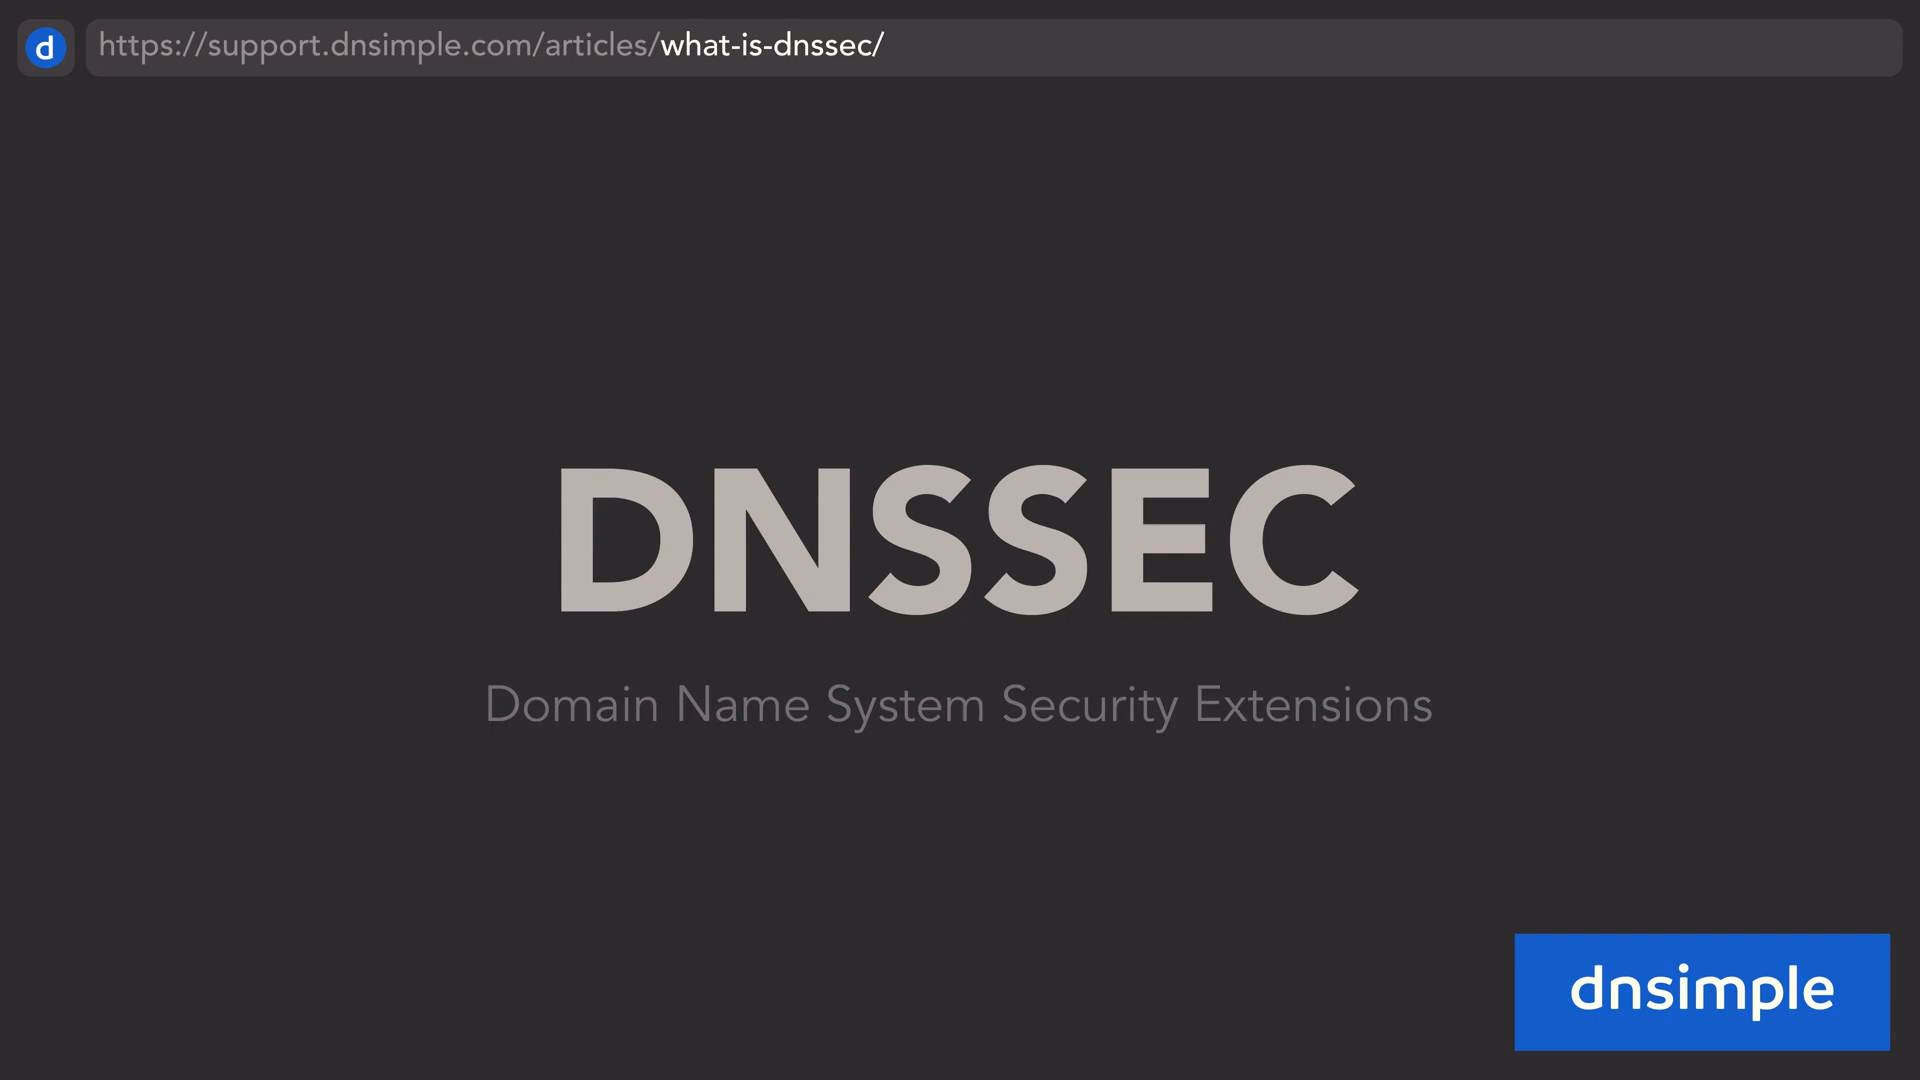 d
https://support.dnsimple.com/articles/what-is-dnssec/
DNSSEC
Domain Name System Security Extensions
dnsimple